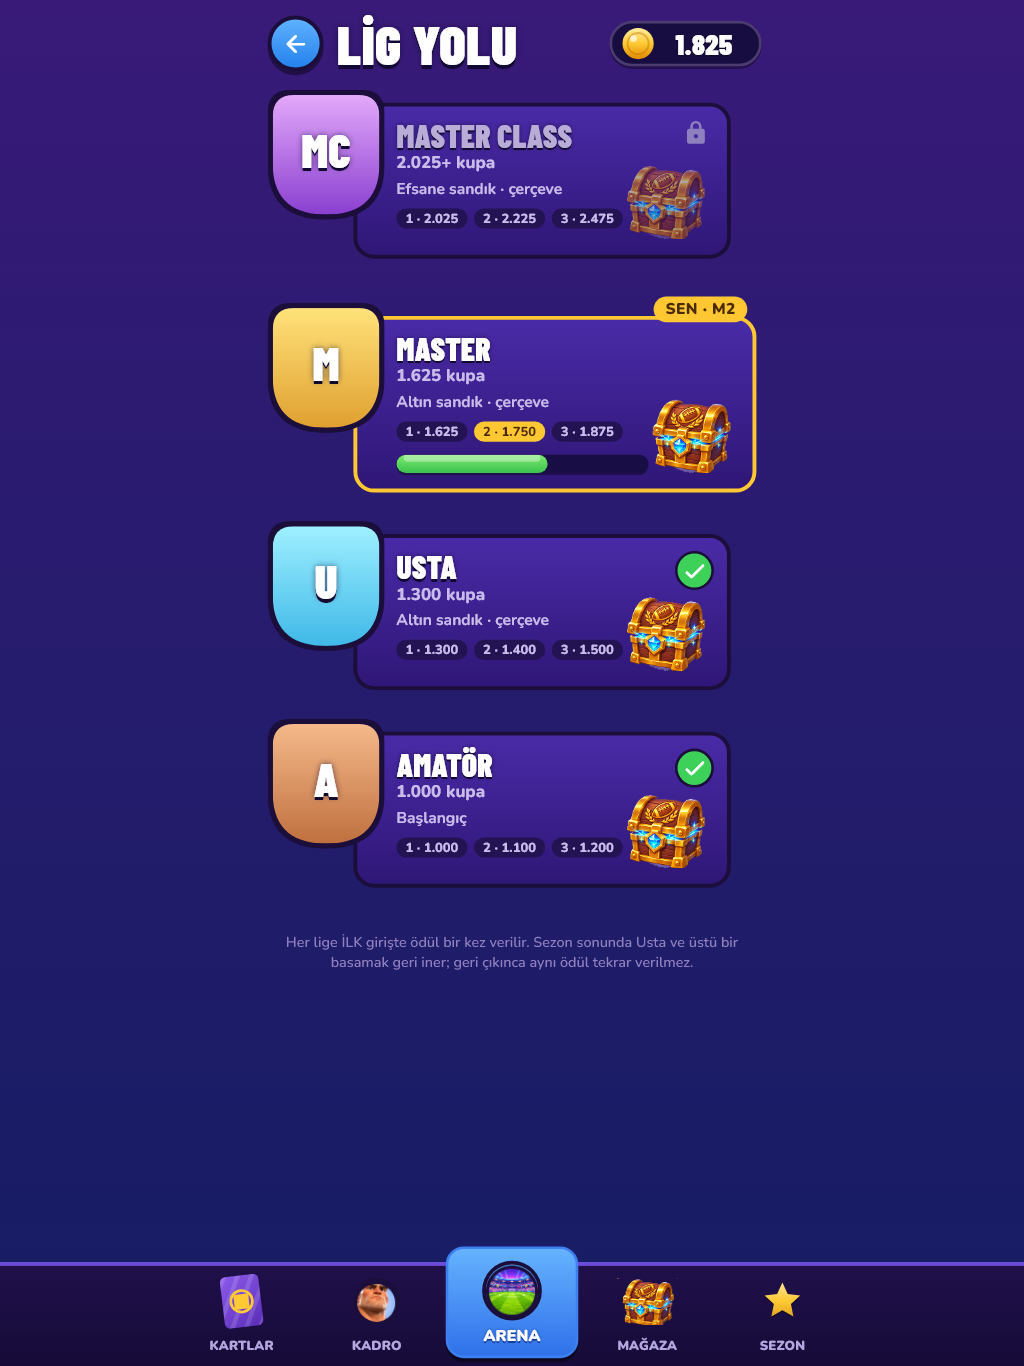 LİG YOLU
1.825
MC
MASTER CLASS
2.025+ kupa
Efsane sandık · çerçeve
1 · 2.025
2 · 2.225
3 · 2.475
SEN · M2
M
MASTER
1.625 kupa
Altın sandık · çerçeve
1 · 1.625
2 · 1.750
3 · 1.875
U
USTA
1.300 kupa
Altın sandık · çerçeve
1 · 1.300
2 · 1.400
3 · 1.500
A
AMATÖR
1.000 kupa
Başlangıç
1 · 1.000
2 · 1.100
3 · 1.200
Her lige İLK girişte ödül bir kez verilir. Sezon sonunda Usta ve üstü bir
basamak geri iner; geri çıkınca aynı ödül tekrar verilmez.
KARTLAR
KADRO
ARENA
MAĞAZA
SEZON